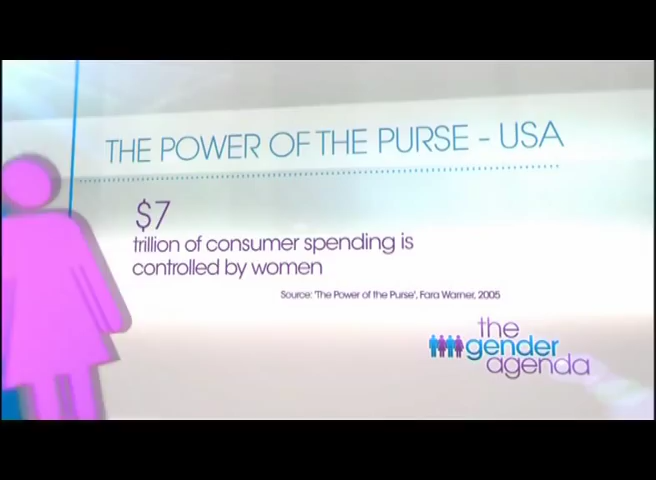 THE POWER OF THE PURSE - USA
$7
trillion of consumer spending is
controlled by women
Source: 'The Power of the Purse', Fara Warner, 2005
the
gender
agenda